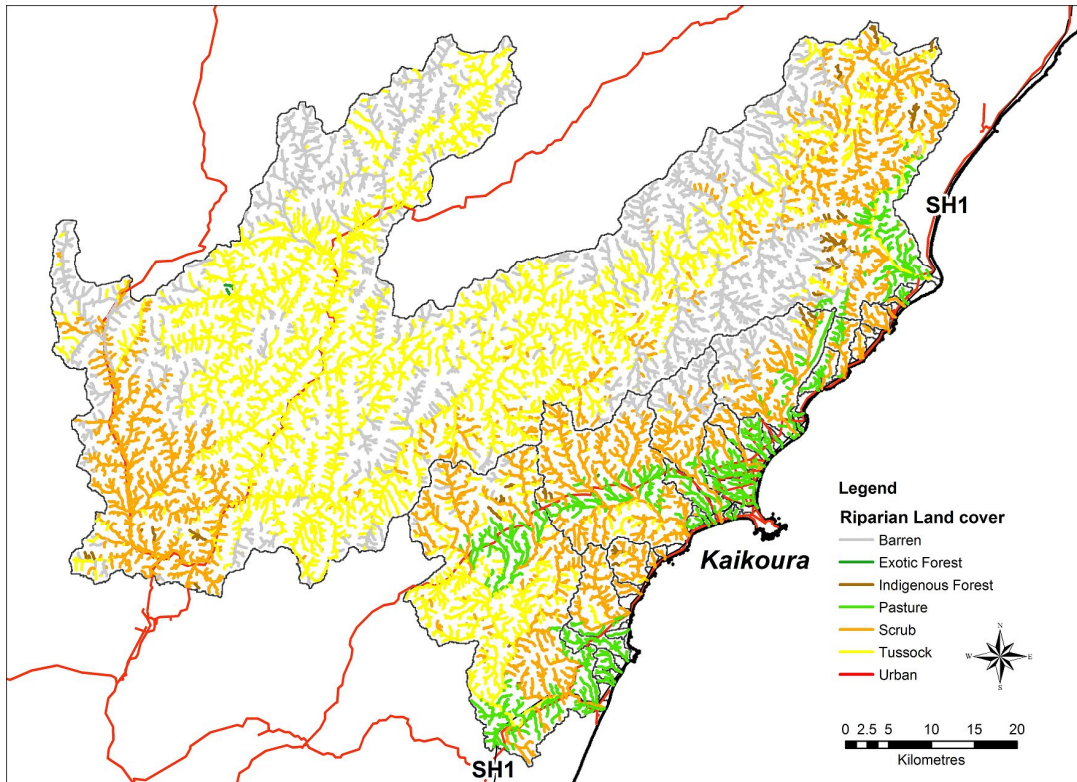 SH1
Kaikoura
Legend
Riparian Land cover
Barren
Exotic Forest
Indigenous Forest
Pasture
Scrub
Tussock
Urban
N
W E
S
0 2.5 5 10 15 20
Kilometres
SH1